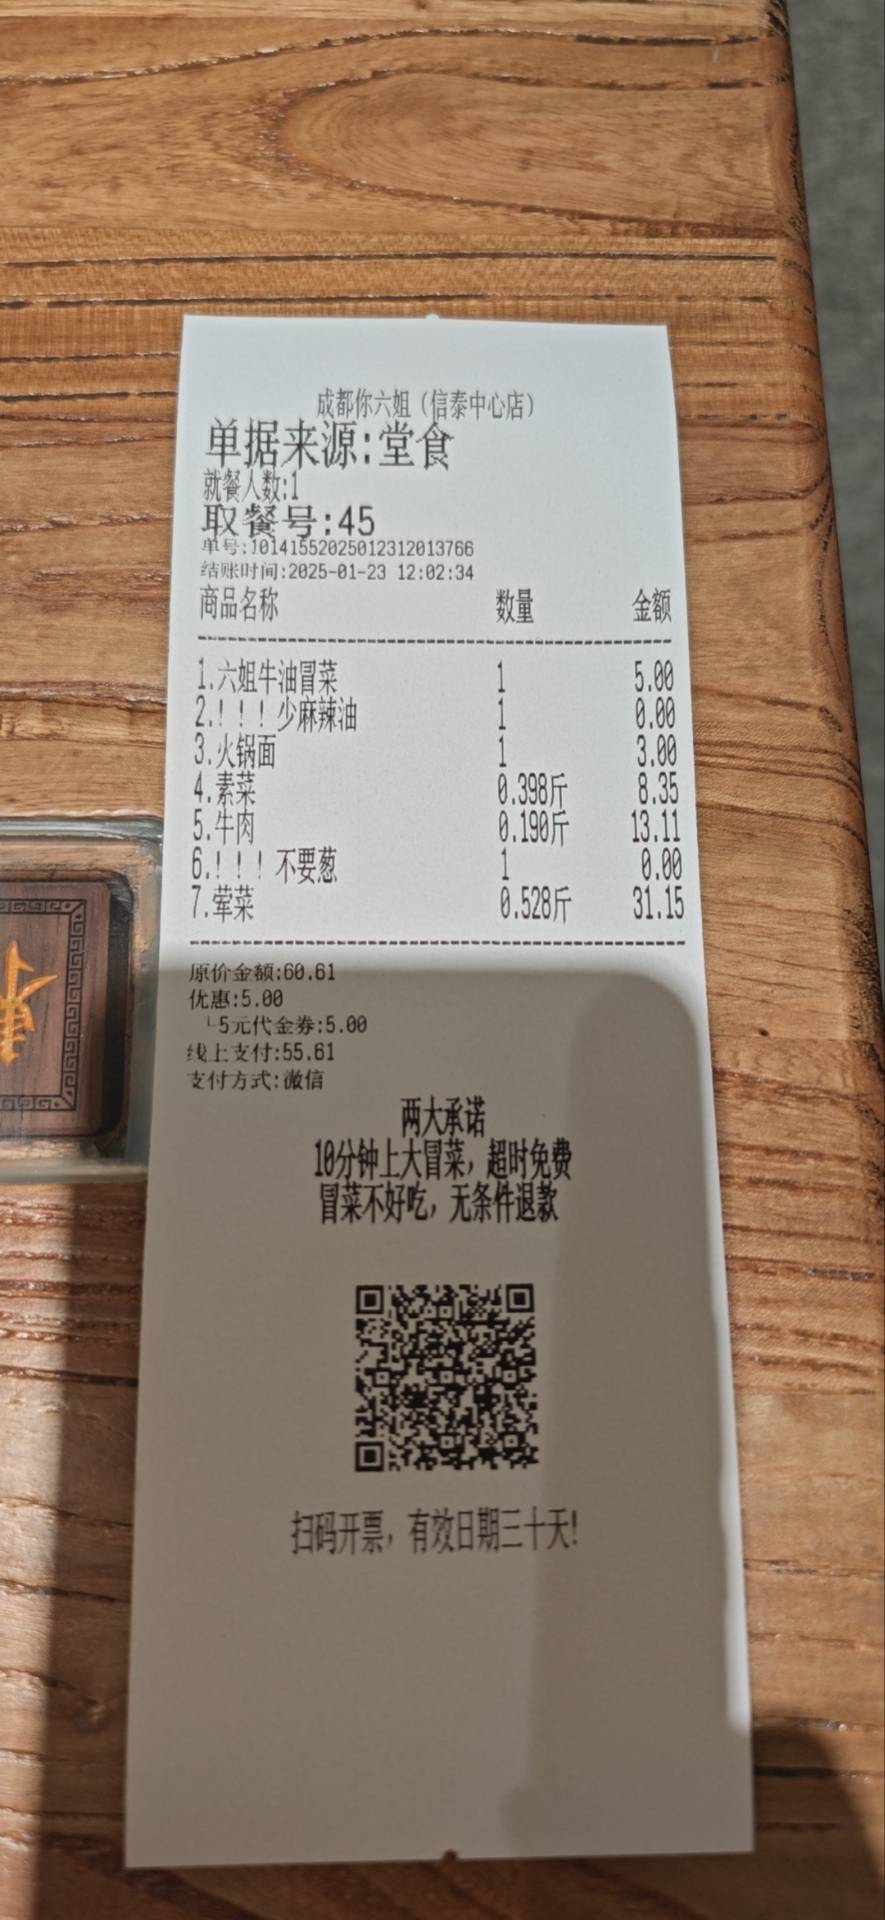 成都你六姐（信泰中心店）
单据来源:堂食
就餐人数:1
取餐号:45
单号:10141552025012312013766
结账时间:2025-01-23 12:02:34
商品名称 数量 金额
1.六姐牛油冒菜 1 5.00
2.！！！少麻辣油 1 0.00
3.火锅面 1 3.00
4.素菜 0.398斤 8.35
5.牛肉 0.190斤 13.11
6.！！！不要葱 1 0.00
7.荤菜 0.528斤 31.15
原价金额:60.61
优惠:5.00
└5元代金券:5.00
线上支付:55.61
支付方式:微信
两大承诺
10分钟上大冒菜，超时免费
冒菜不好吃，无条件退款
扫码开票，有效日期三十天!